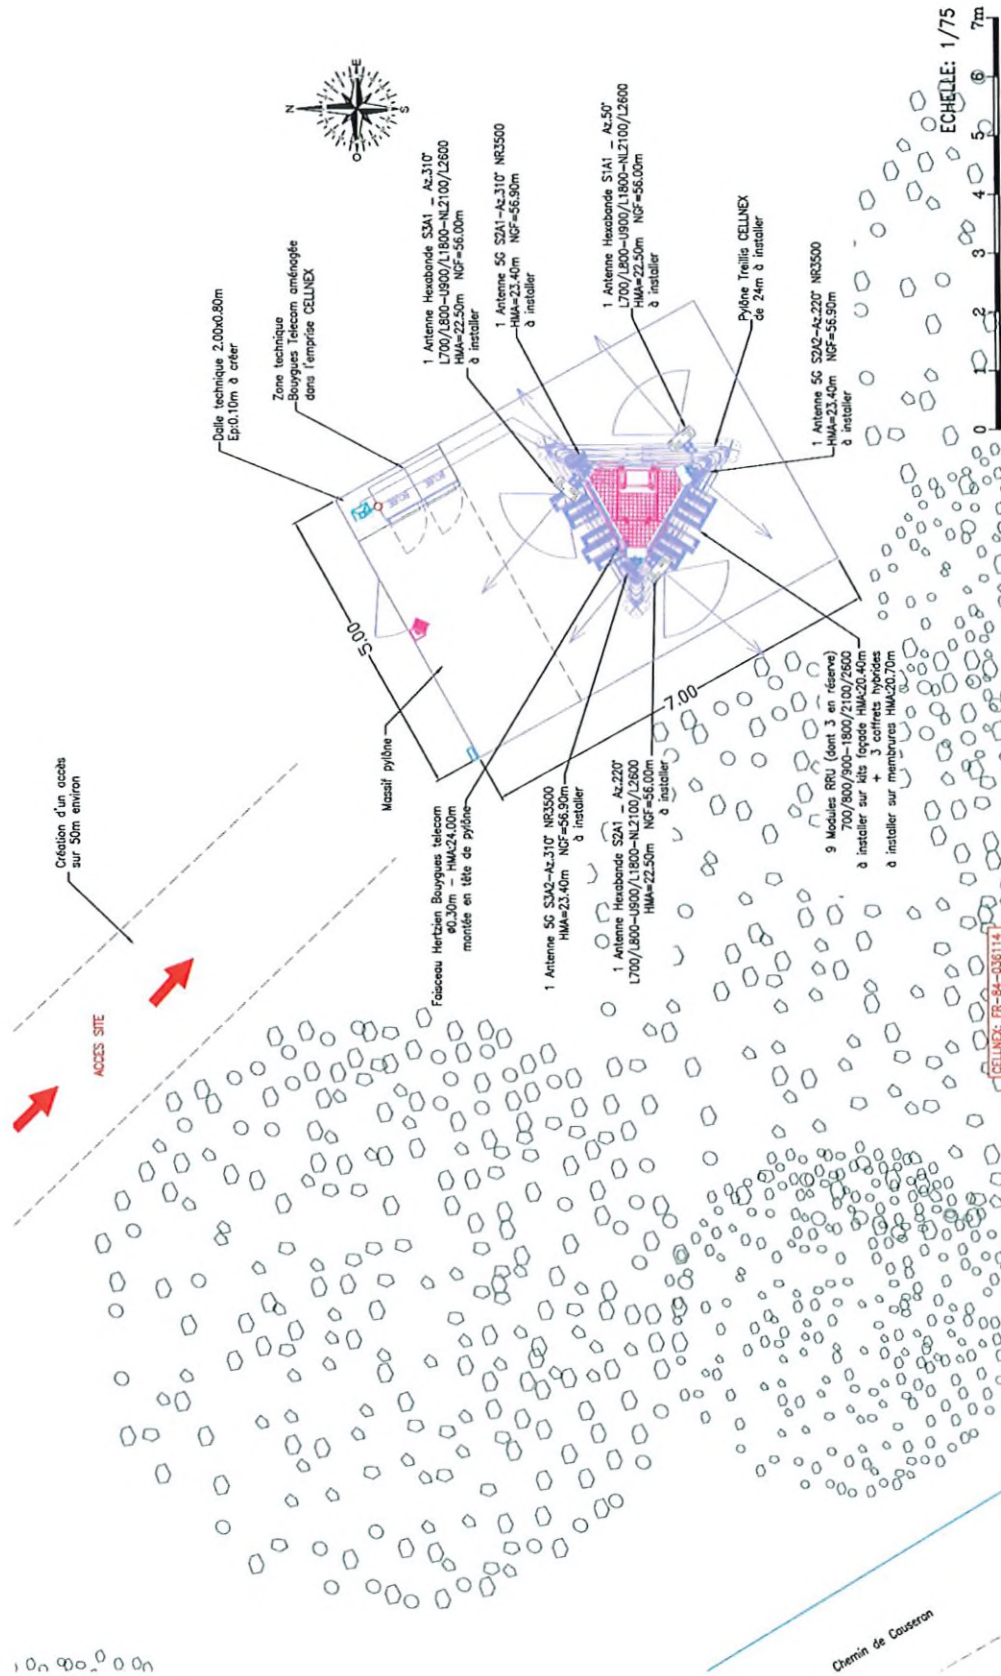 Création d'un accès
sur 50m environ
ACCES SITE
N
E
S
O
Dalle technique 2.00x0.80m
Ep:0.10m à créer
Zone technique
Bouygues Telecom aménagée
dans l'emprise CELLNEX
1 Antenne Hexabande S3A1 _ Az.310°
L700/L800-U900/L1800-NL2100/L2600
HMA=22.50m NGF=56.00m
à installer
1 Antenne 5G S2A1-Az.310° NR3500
HMA=23.40m NGF=56.90m
à installer
1 Antenne Hexabande S1A1 _ Az.50°
L700/L800-U900/L1800-NL2100/L2600
HMA=22.50m NGF=56.00m
à installer
Pylône Treillis CELLNEX
de 24m à installer
1 Antenne 5G S2A2-Az.220° NR3500
HMA=23.40m NGF=56.90m
à installer
5.00
7.00
Massif pylône
Faisceau Hertzien Bouygues telecom
ø0.30m - HMA:24.00m
montée en tête de pylône
1 Antenne 5G S3A2-Az.310° NR3500
HMA=23.40m NGF=56.90m
à installer
1 Antenne Hexabande S2A1 _ Az.220°
L700/L800-U900/L1800-NL2100/L2600
HMA=22.50m NGF=56.00m
à installer
9 Modules RRU (dont 3 en réserve)
700/800/900-1800/2100/2600
à installer sur kits façade HMA:20.40m
+ 3 coffrets hybrides
à installer sur membrures HMA:20.70m
ECHELLE: 1/75
0 1 2 3 4 5 6 7m
CELLNEX: FR-84-036114
Chemin de Causeran